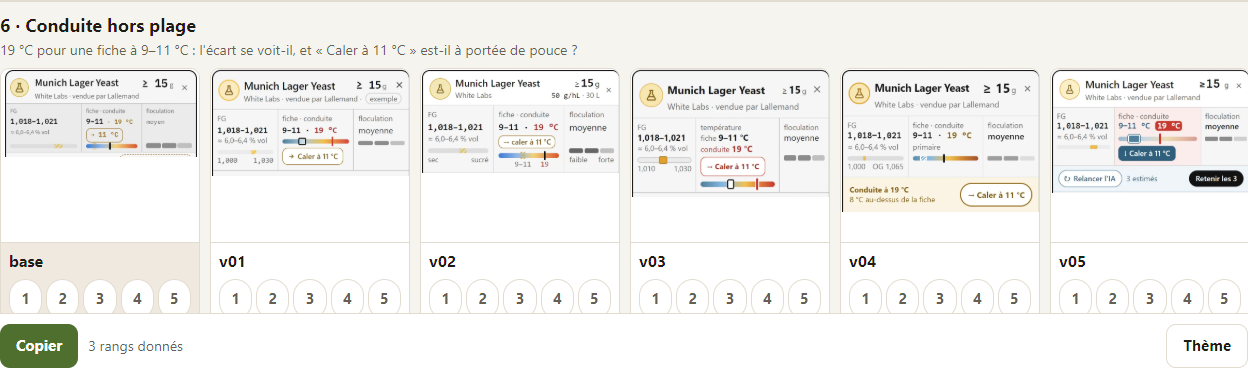 6 · Conduite hors plage
19 °C pour une fiche à 9–11 °C : l'écart se voit-il, et « Caler à 11 °C » est-il à portée de pouce ?
Munich Lager Yeast ≥ 15 g ×
White Labs · vendue par Lallemand
FG
1,018–1,021
≈ 6,0–6,4 % vol
fiche · conduite
9–11 · 19 °C
→ 11 °C
floculation
moyen
base
1 2 3 4 5
Munich Lager Yeast ≥ 15 g ×
White Labs · vendue par Lallemand · exemple
FG
1,018–1,021
≈ 6,0–6,4 % vol
1,000 1,030
fiche · conduite
9–11 · 19 °C
→ Caler à 11 °C
floculation
moyenne
v01
1 2 3 4 5
Munich Lager Yeast ≥ 15 g ×
White Labs 50 g/hL · 30 L
FG
1,018–1,021
≈ 6,0–6,4 % vol
sec sucré
fiche · conduite
9–11 · 19 °C
→ caler à 11 °C
9–11 19
floculation
moyenne
faible forte
v02
1 2 3 4 5
Munich Lager Yeast ≥ 15 g ×
White Labs · vendue par Lallemand
FG
1,018–1,021
≈ 6,0–6,4 % vol
1,010 1,030
température
fiche 9–11 °C
conduite 19 °C
→ Caler à 11 °C
floculation
moyenne
v03
1 2 3 4 5
Munich Lager Yeast ≥ 15 g ×
White Labs · vendue par Lallemand
FG
1,018–1,021
≈ 6,0–6,4 % vol
1,000 OG 1,065
fiche · conduite
9–11 · 19 °C
primaire
floculation
moyenne
Conduite à 19 °C
8 °C au-dessus de la fiche
→ Caler à 11 °C
v04
1 2 3 4 5
Munich Lager Yeast ≥ 15 g ×
White Labs · vendue par Lallemand
FG
1,018–1,021
≈ 6,0–6,4 % vol
fiche · conduite
9–11 °C 19 °C
Caler à 11 °C
floculation
moyenne
↻ Relancer l'IA 3 estimés Retenir les 3
v05
1 2 3 4 5
Copier 3 rangs donnés Thème